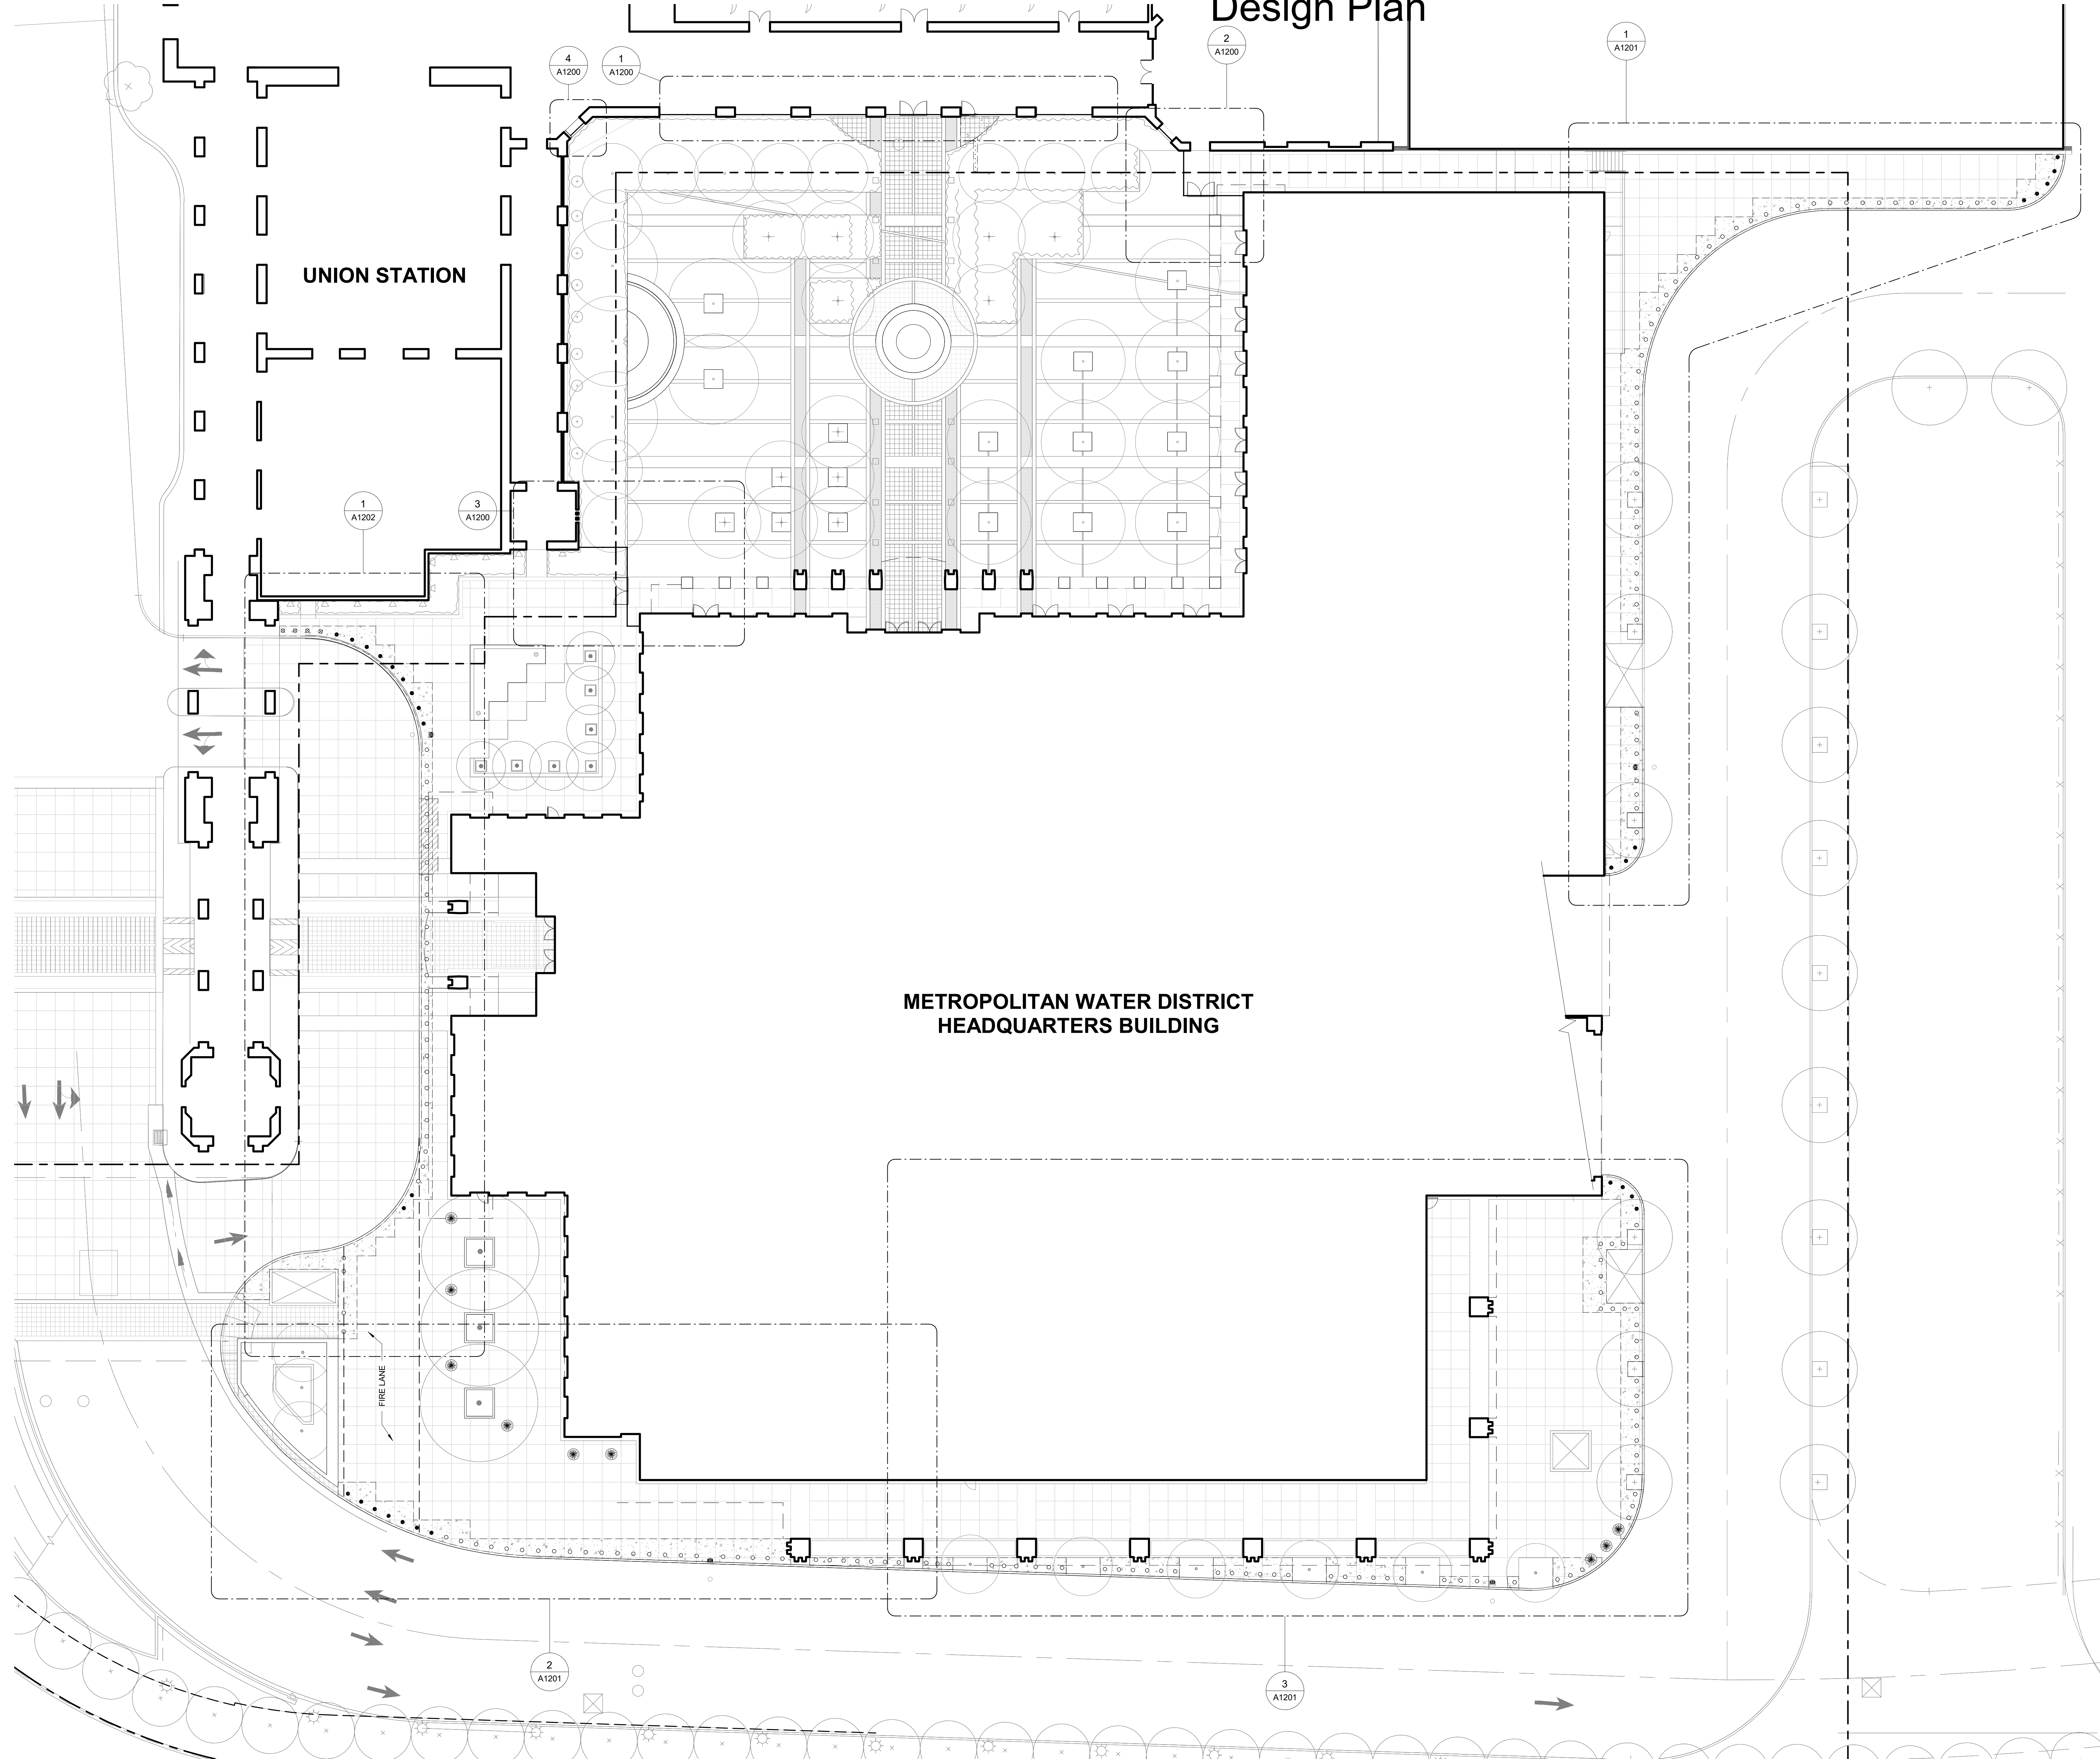 Design Plan
4
A1200
1
A1200
2
A1200
1
A1201
UNION STATION
1
A1202
3
A1200
METROPOLITAN WATER DISTRICT
HEADQUARTERS BUILDING
FIRE LANE
2
A1201
3
A1201